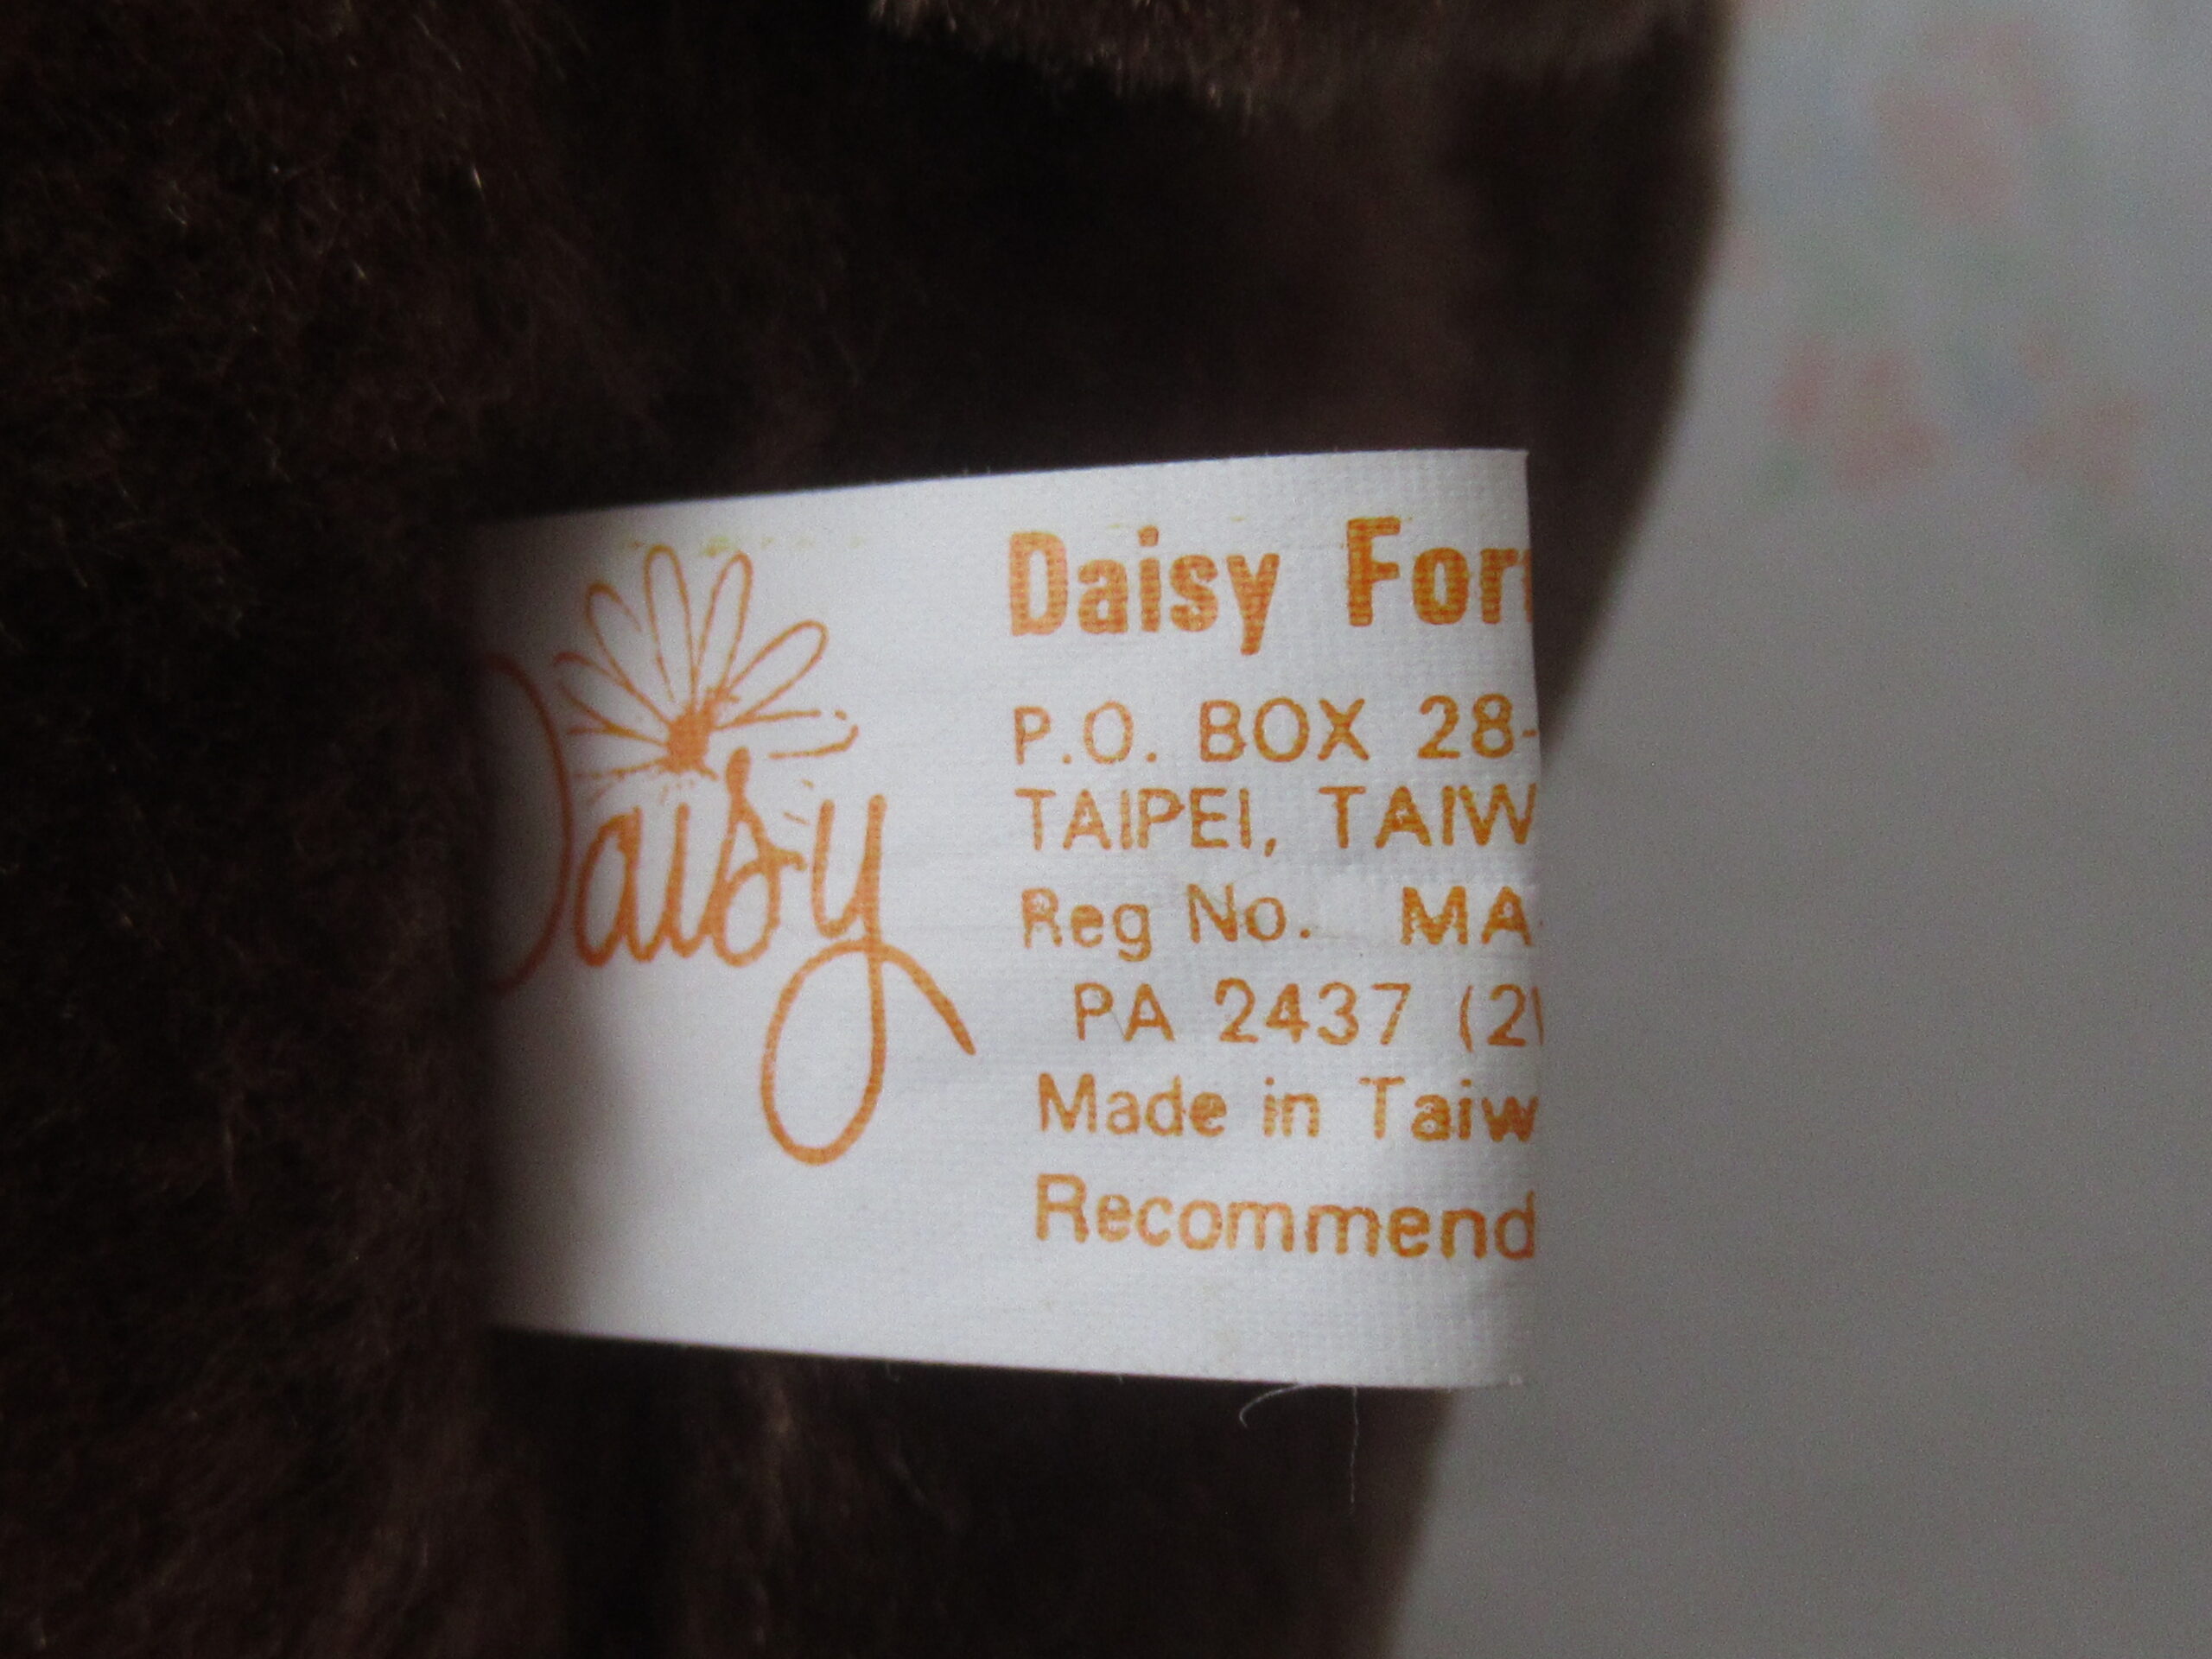 Daisy
Daisy For
P.O. BOX 28-
TAIPEI, TAIW
Reg No. MA
PA 2437 (2
Made in Taiw
Recommend